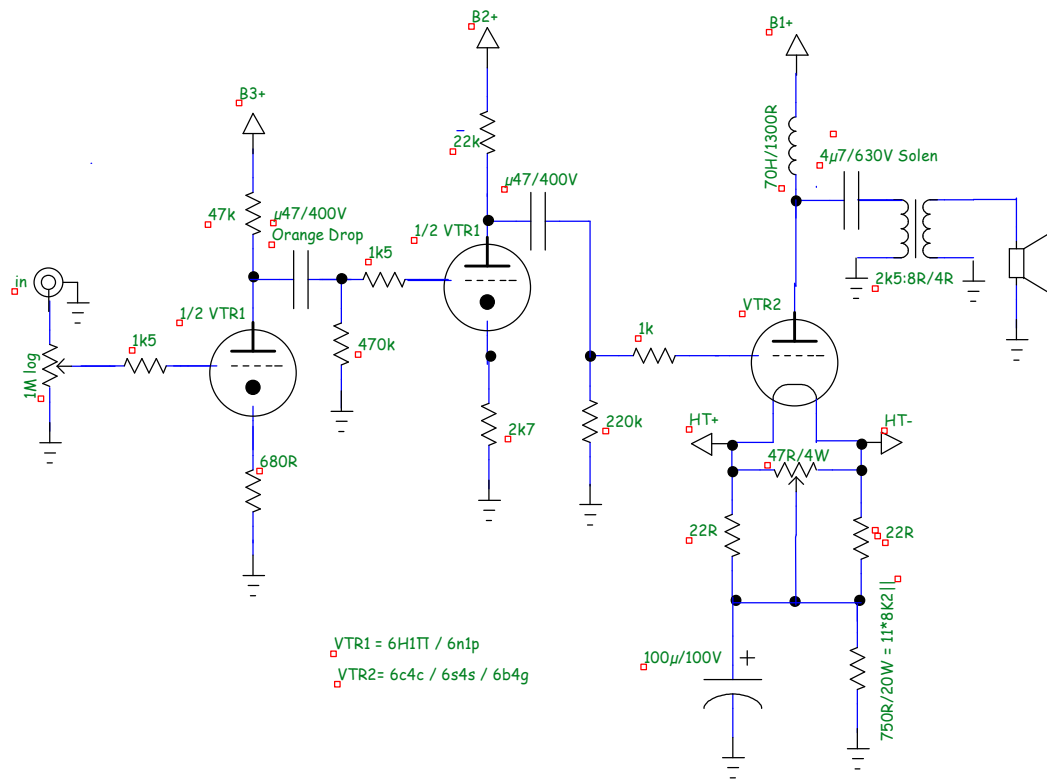 B2+
B1+
B3+
70H/1300R
22k
4µ7/630V Solen
µ47/400V
47k
µ47/400V
Orange Drop
1/2 VTR1
1k5
in
2k5:8R/4R
1/2 VTR1
VTR2
1k5
470k
1k
1M log
HT+
HT-
2k7
220k
47R/4W
680R
22R
22R
750R/20W = 11*8K2||
VTR1 = 6Н1П / 6n1p
100µ/100V
+
VTR2= 6c4c / 6s4s / 6b4g